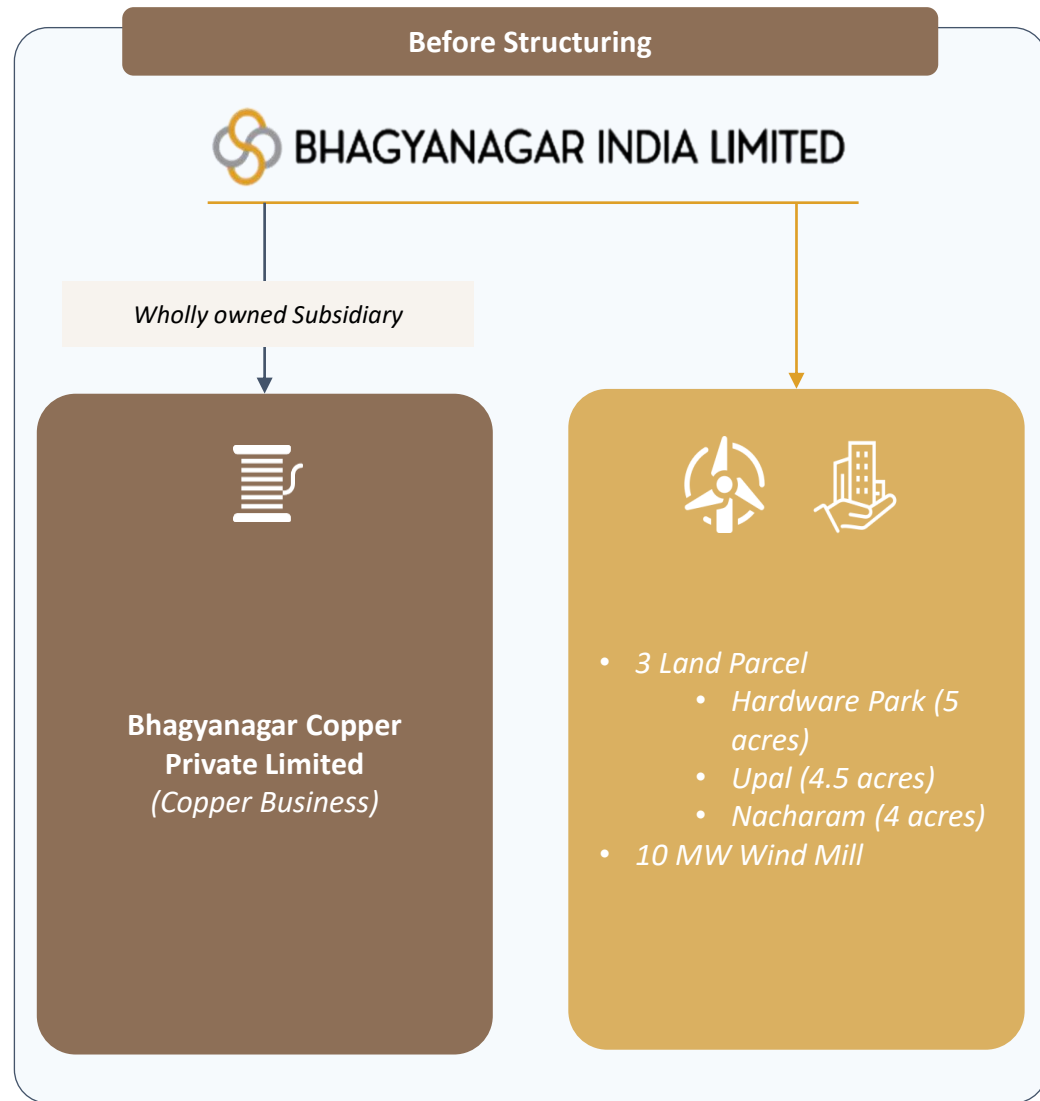 Before Structuring
BHAGYANAGAR INDIA LIMITED
Wholly owned Subsidiary
Bhagyanagar Copper
Private Limited
(Copper Business)
• 3 Land Parcel
• Hardware Park (5
acres)
• Upal (4.5 acres)
• Nacharam (4 acres)
• 10 MW Wind Mill